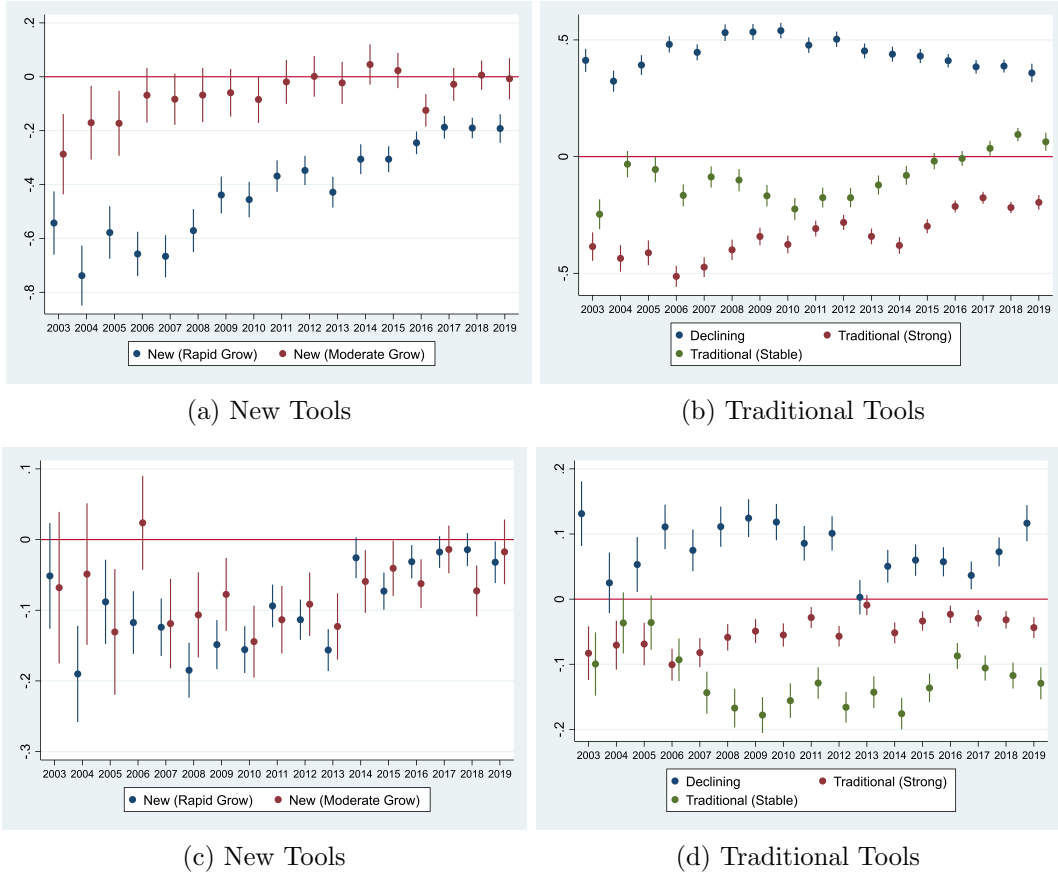 .2
0
-.2
-.4
-.6
-.8
2003 2004 2005 2006 2007 2008 2009 2010 2011 2012 2013 2014 2015 2016 2017 2018 2019
New (Rapid Grow) New (Moderate Grow)
(a) New Tools
.5
0
-.5
2003 2004 2005 2006 2007 2008 2009 2010 2011 2012 2013 2014 2015 2016 2017 2018 2019
Declining Traditional (Strong)
Traditional (Stable)
(b) Traditional Tools
.1
0
-.1
-.2
-.3
2003 2004 2005 2006 2007 2008 2009 2010 2011 2012 2013 2014 2015 2016 2017 2018 2019
New (Rapid Grow) New (Moderate Grow)
(c) New Tools
.2
.1
0
-.1
-.2
2003 2004 2005 2006 2007 2008 2009 2010 2011 2012 2013 2014 2015 2016 2017 2018 2019
Declining Traditional (Strong)
Traditional (Stable)
(d) Traditional Tools